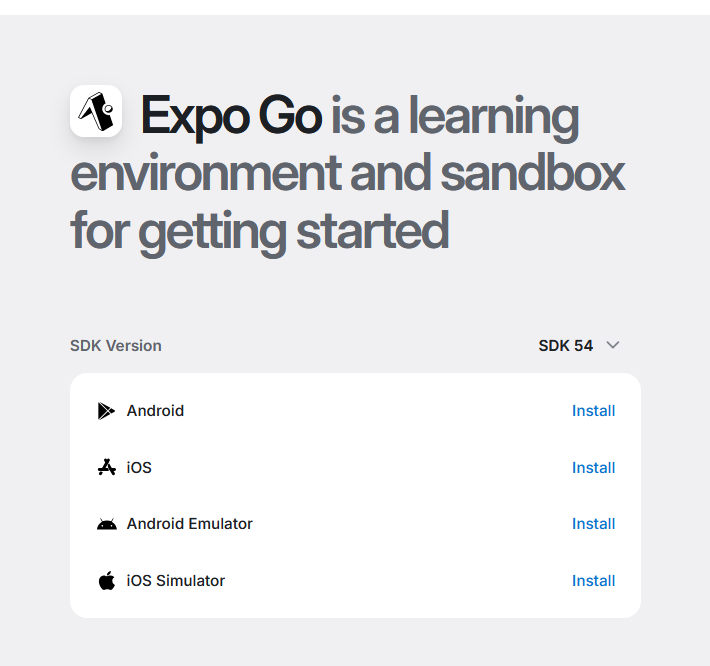 Expo Go is a learning
environment and sandbox
for getting started
SDK Version
SDK 54
Android
Install
iOS
Install
Android Emulator
Install
iOS Simulator
Install